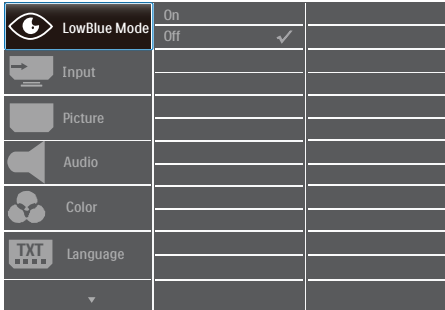 LowBlue Mode
On
Off
Input
Picture
Audio
Color
TXT
Language